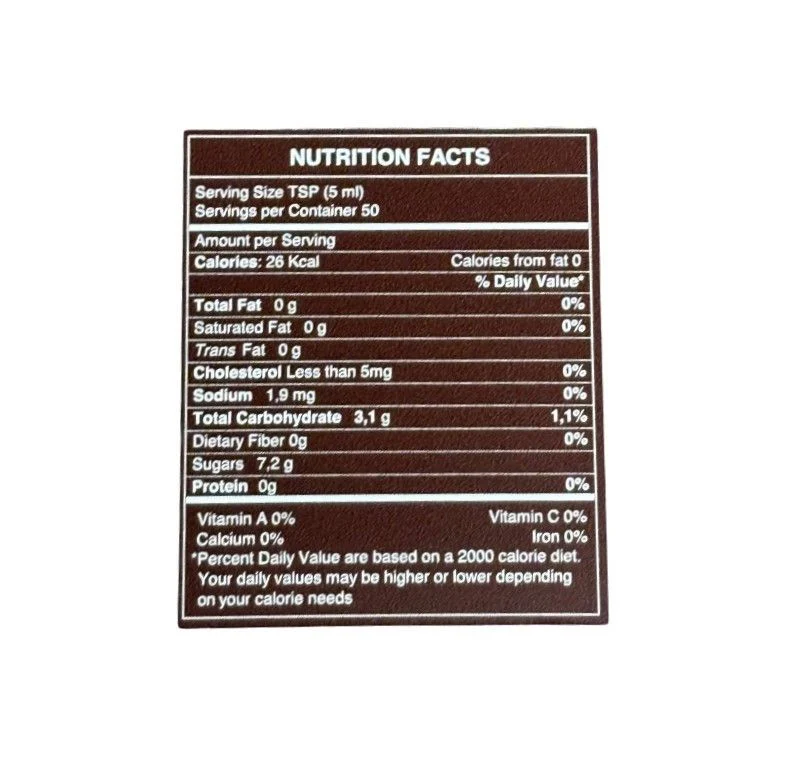 NUTRITION FACTS
Serving Size TSP (5 ml)
Servings per Container 50
Amount per Serving
Calories: 26 Kcal Calories from fat 0
% Daily Value*
Total Fat 0 g 0%
Saturated Fat 0 g 0%
Trans Fat 0 g
Cholesterol Less than 5mg 0%
Sodium 1,9 mg 0%
Total Carbohydrate 3,1 g 1,1%
Dietary Fiber 0g 0%
Sugars 7,2 g
Protein 0g 0%
Vitamin A 0% Vitamin C 0%
Calcium 0% Iron 0%
*Percent Daily Value are based on a 2000 calorie diet.
Your daily values may be higher or lower depending
on your calorie needs